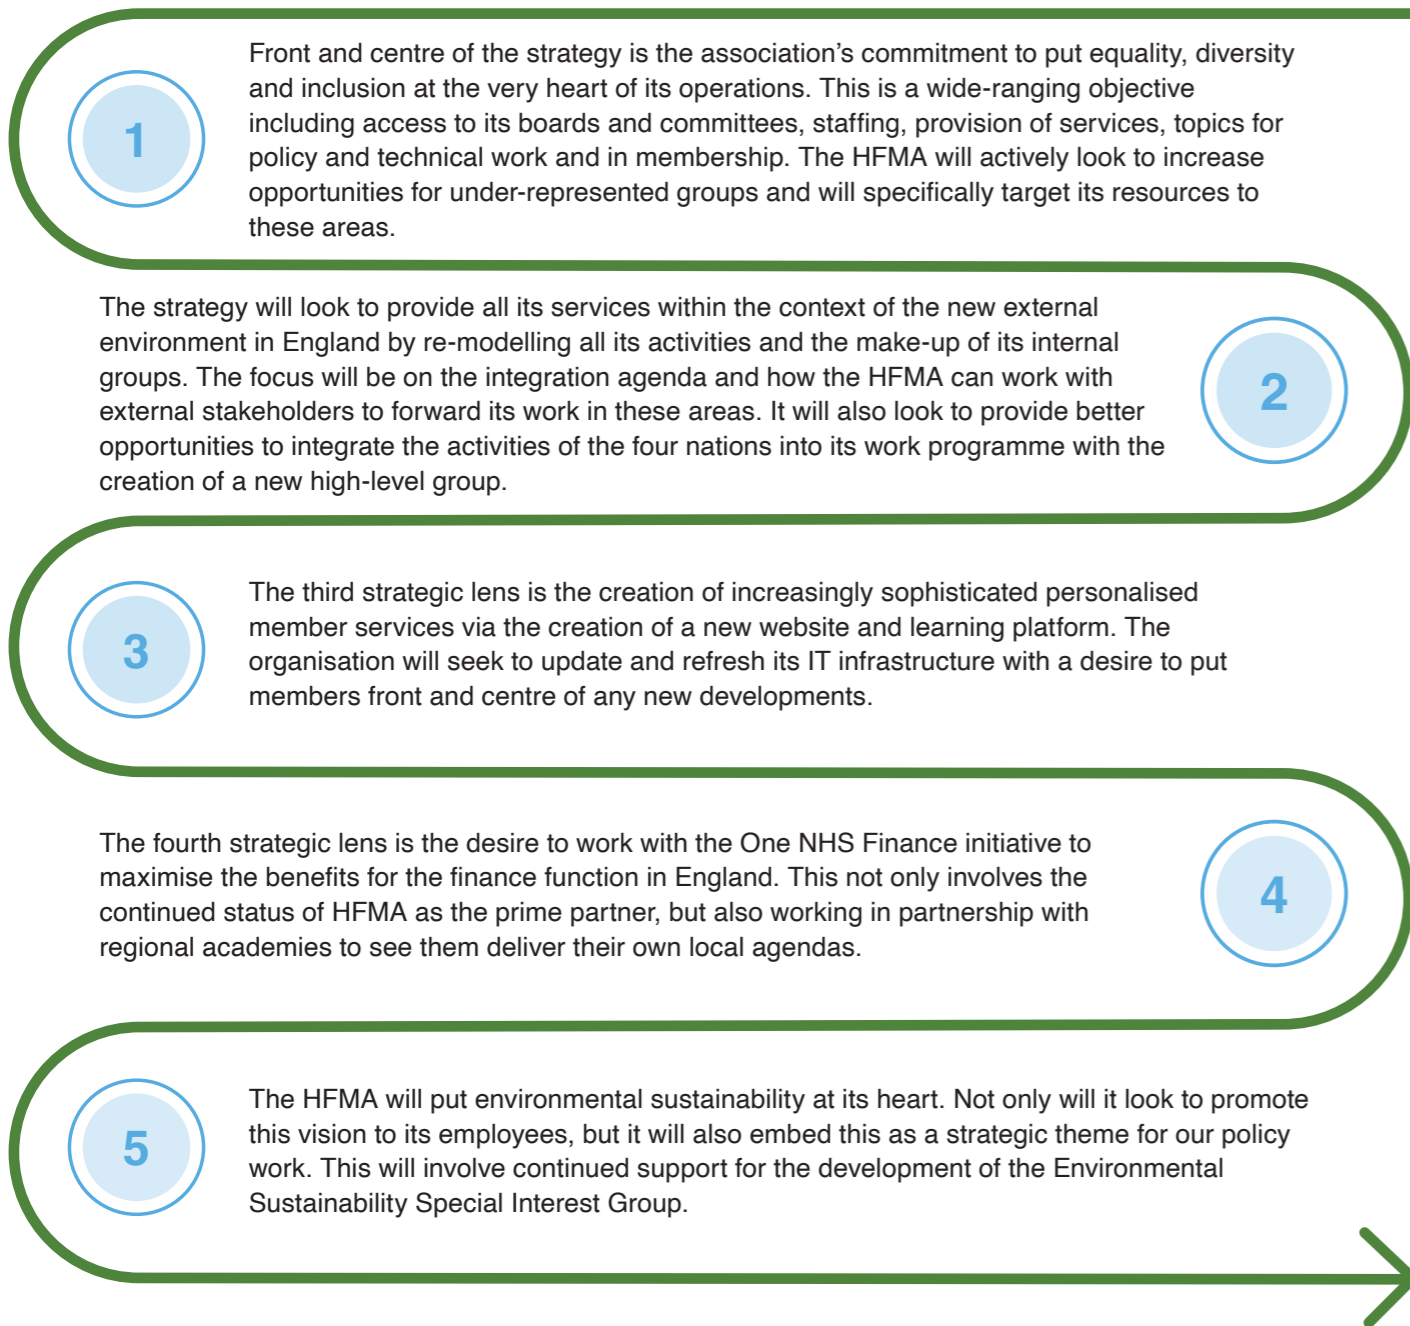 1
Front and centre of the strategy is the association’s commitment to put equality, diversity
and inclusion at the very heart of its operations. This is a wide-ranging objective
including access to its boards and committees, staffing, provision of services, topics for
policy and technical work and in membership. The HFMA will actively look to increase
opportunities for under-represented groups and will specifically target its resources to
these areas.
The strategy will look to provide all its services within the context of the new external
environment in England by re-modelling all its activities and the make-up of its internal
groups. The focus will be on the integration agenda and how the HFMA can work with
external stakeholders to forward its work in these areas. It will also look to provide better
opportunities to integrate the activities of the four nations into its work programme with the
creation of a new high-level group.
2
3
The third strategic lens is the creation of increasingly sophisticated personalised
member services via the creation of a new website and learning platform. The
organisation will seek to update and refresh its IT infrastructure with a desire to put
members front and centre of any new developments.
The fourth strategic lens is the desire to work with the One NHS Finance initiative to
maximise the benefits for the finance function in England. This not only involves the
continued status of HFMA as the prime partner, but also working in partnership with
regional academies to see them deliver their own local agendas.
4
5
The HFMA will put environmental sustainability at its heart. Not only will it look to promote
this vision to its employees, but it will also embed this as a strategic theme for our policy
work. This will involve continued support for the development of the Environmental
Sustainability Special Interest Group.